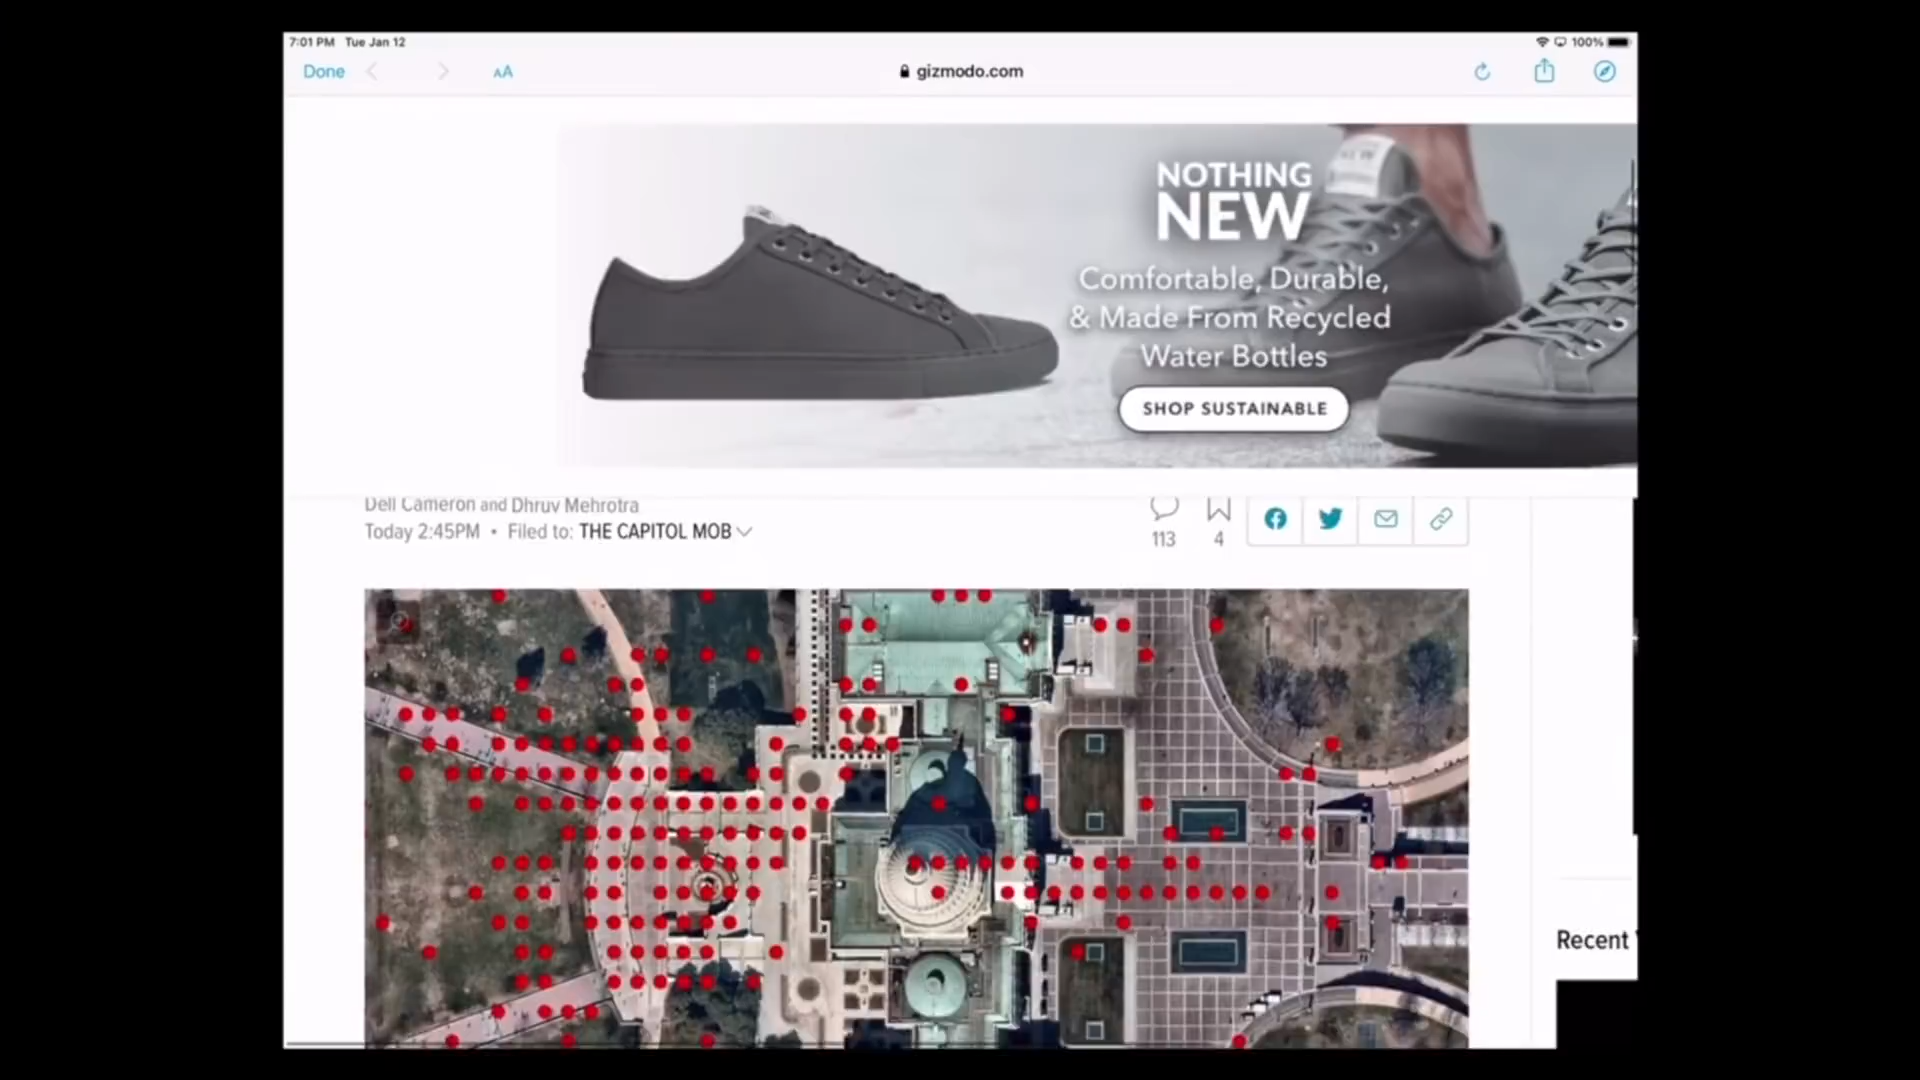 7:01 PM Tue Jan 12
100%
Done
AA
gizmodo.com
NOTHING
NEW
Comfortable, Durable,
& Made From Recycled
Water Bottles
SHOP SUSTAINABLE
Dell Cameron and Dhruv Mehrotra
Today 2:45PM • Filed to: THE CAPITOL MOB
113
4
Recent